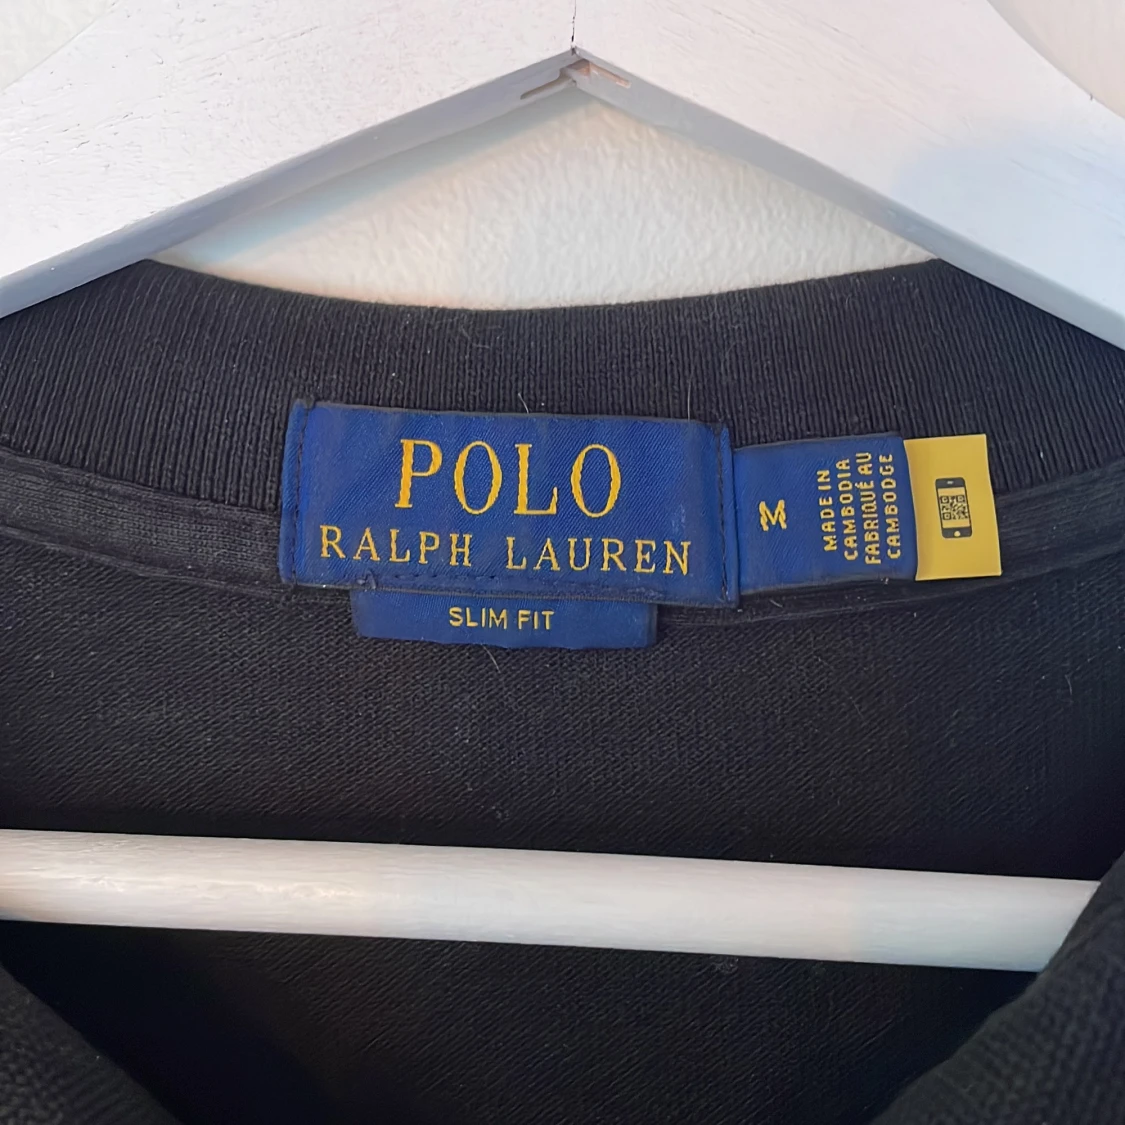 POLO
RALPH LAUREN
SLIM FIT
M
MADE IN
CAMBODIA
FABRIQUÉ AU
CAMBODGE